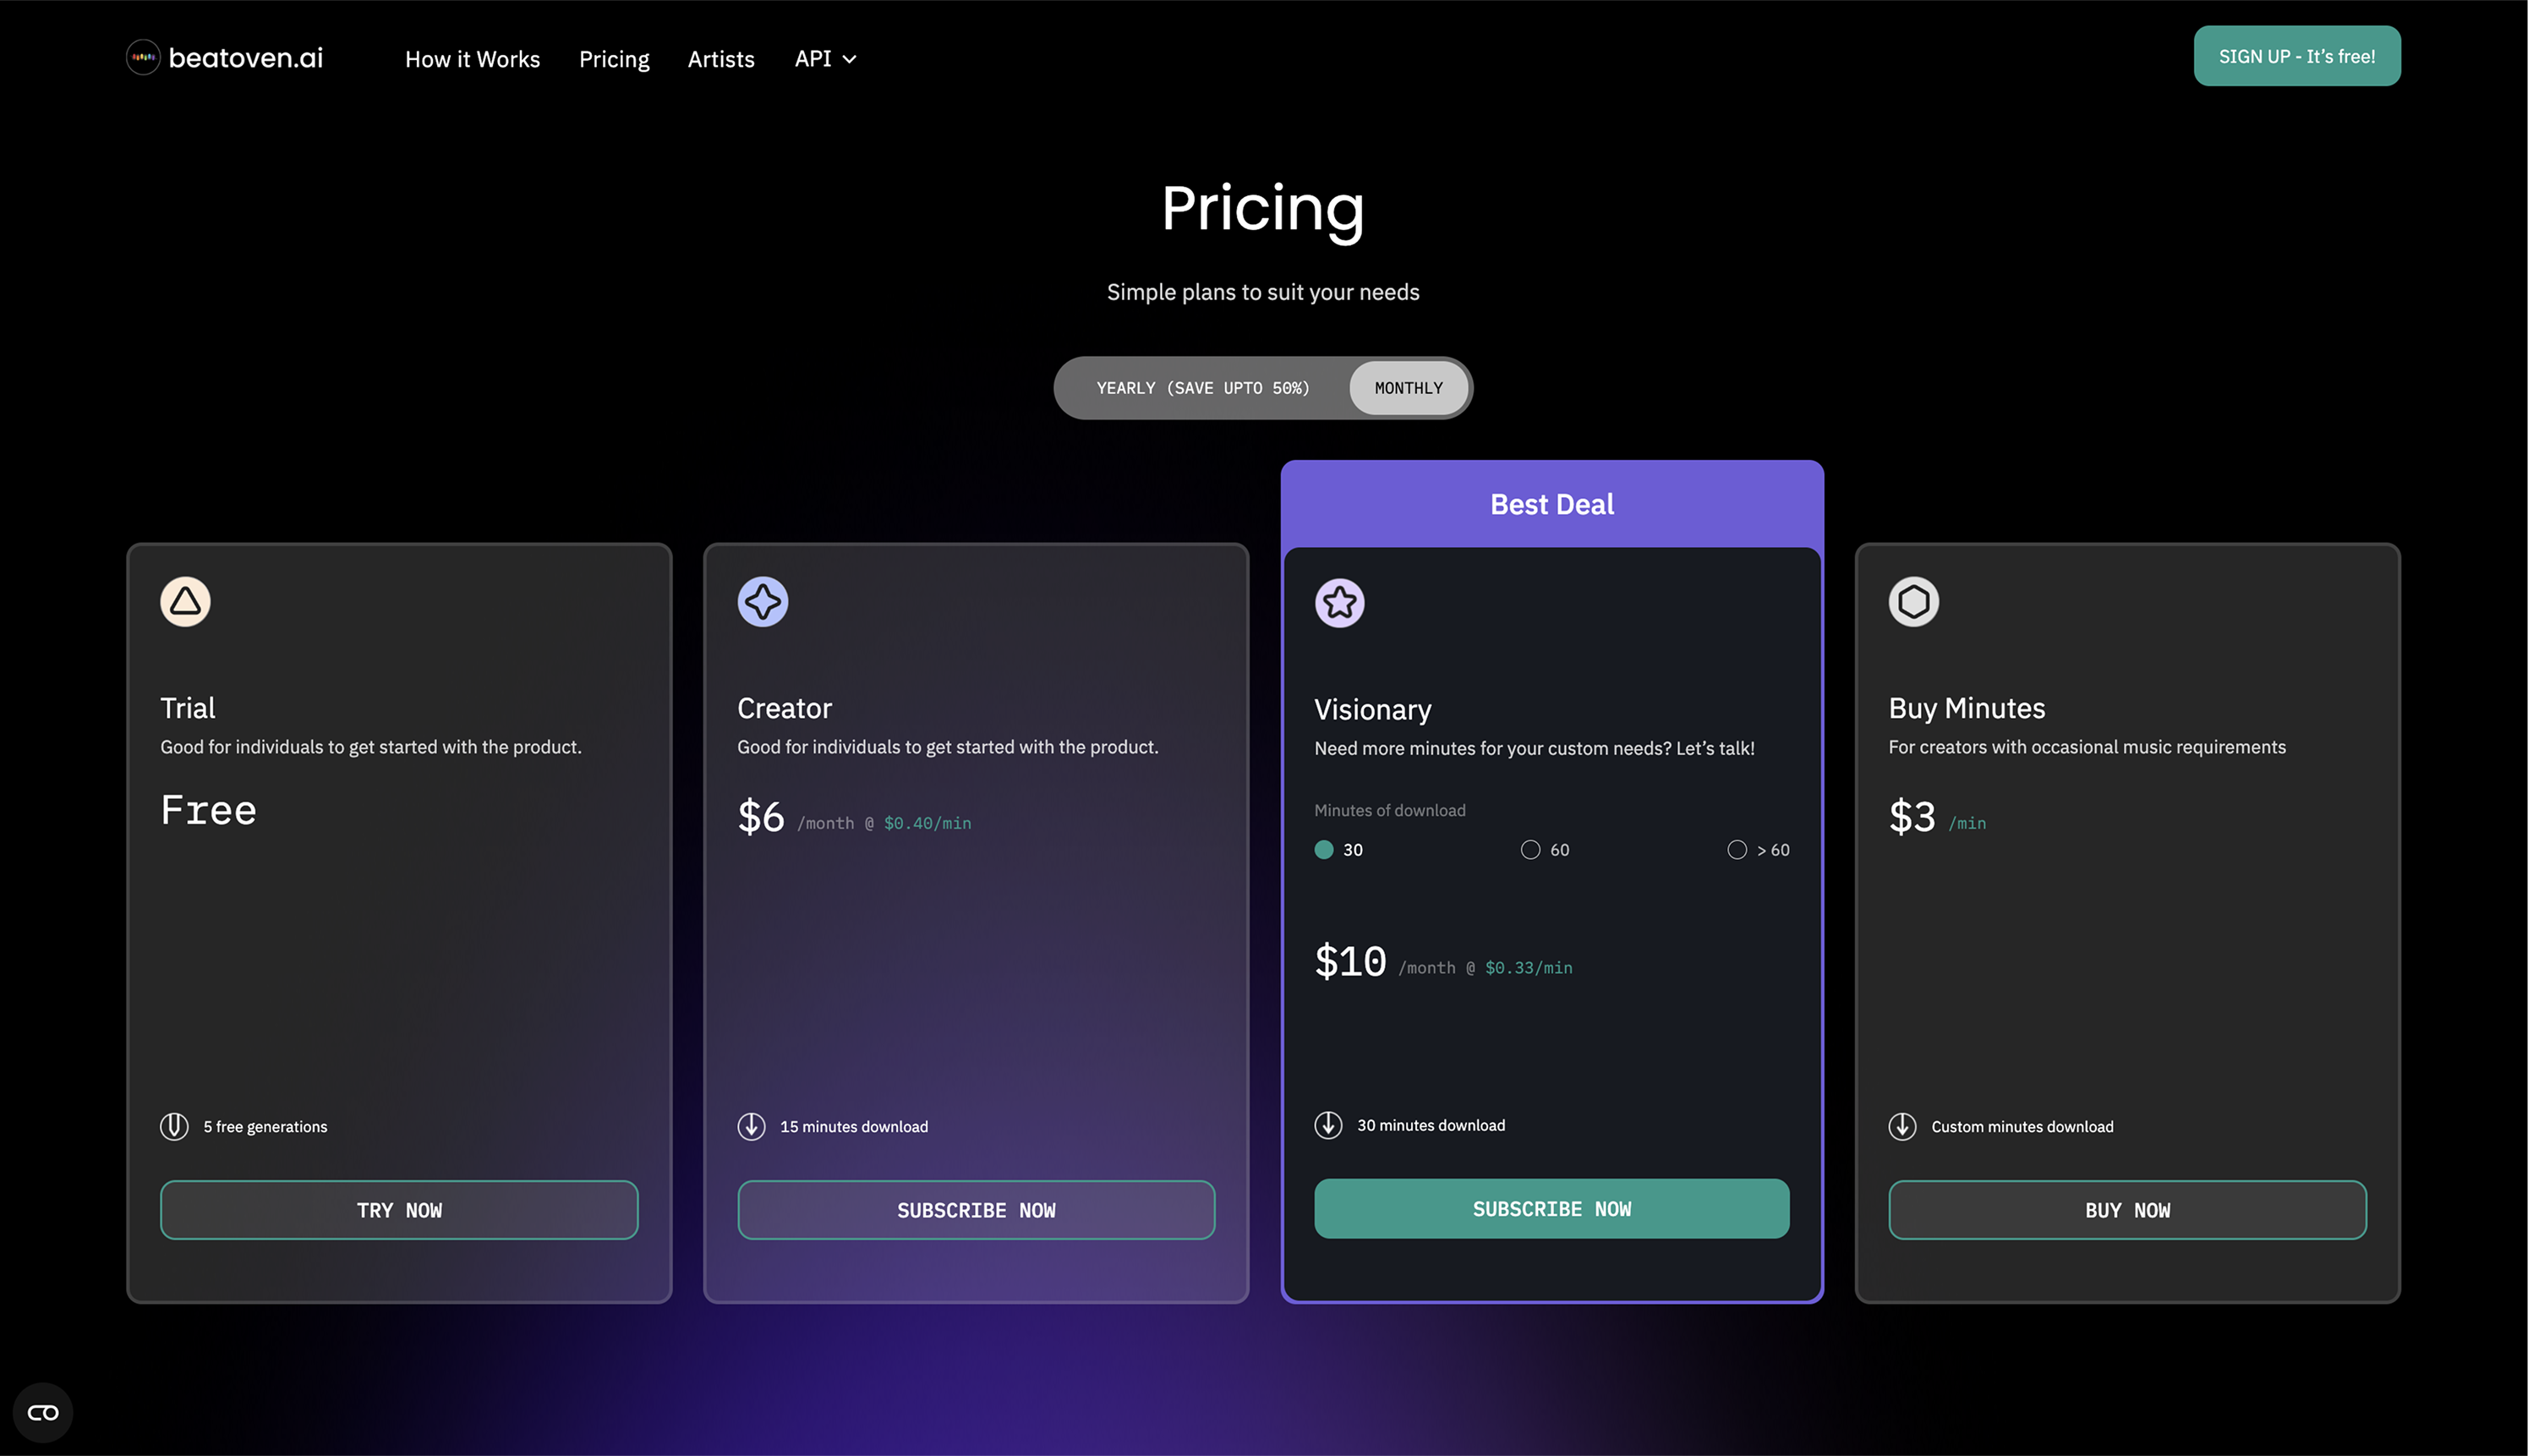 beatoven.ai
How it Works
Pricing
Artists
API
SIGN UP - It’s free!
Pricing
Simple plans to suit your needs
YEARLY (SAVE UPTO 50%)
MONTHLY
Trial
Good for individuals to get started with the product.
Free
5 free generations
TRY NOW
Creator
Good for individuals to get started with the product.
$6 /month @ $0.40/min
15 minutes download
SUBSCRIBE NOW
Best Deal
Visionary
Need more minutes for your custom needs? Let’s talk!
Minutes of download
30
60
> 60
$10 /month @ $0.33/min
30 minutes download
SUBSCRIBE NOW
Buy Minutes
For creators with occasional music requirements
$3 /min
Custom minutes download
BUY NOW